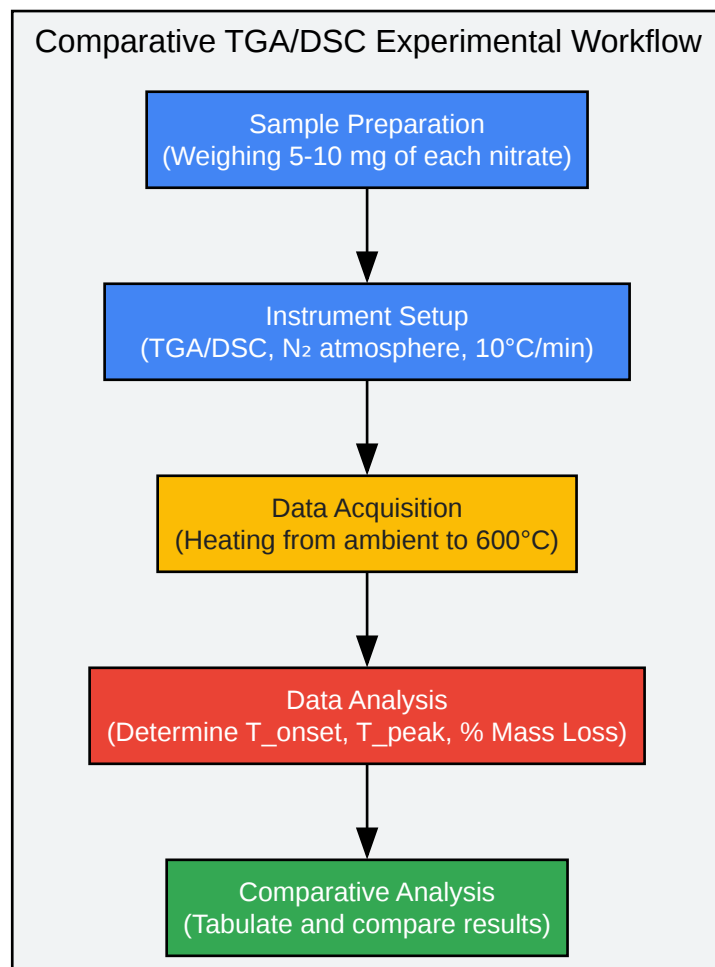 Comparative TGA/DSC Experimental Workflow
Sample Preparation
(Weighing 5-10 mg of each nitrate)
Instrument Setup
(TGA/DSC, N₂ atmosphere, 10°C/min)
Data Acquisition
(Heating from ambient to 600°C)
Data Analysis
(Determine T_onset, T_peak, % Mass Loss)
Comparative Analysis
(Tabulate and compare results)